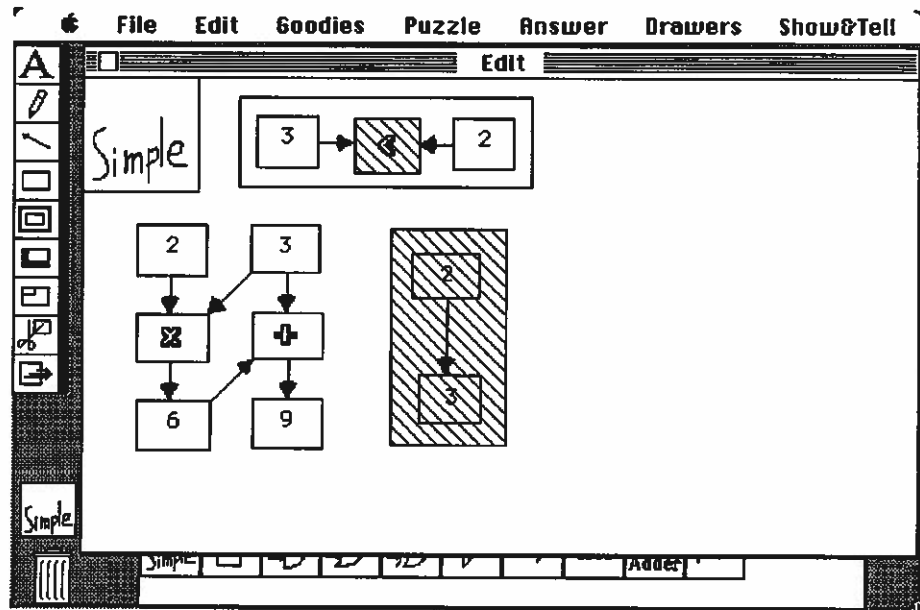 File Edit Goodies Puzzle Answer Drawers Show&Tell
A Edit
Simple
3 < 2
2 3 2
× +
6 9 3
Simple
Simple Adder